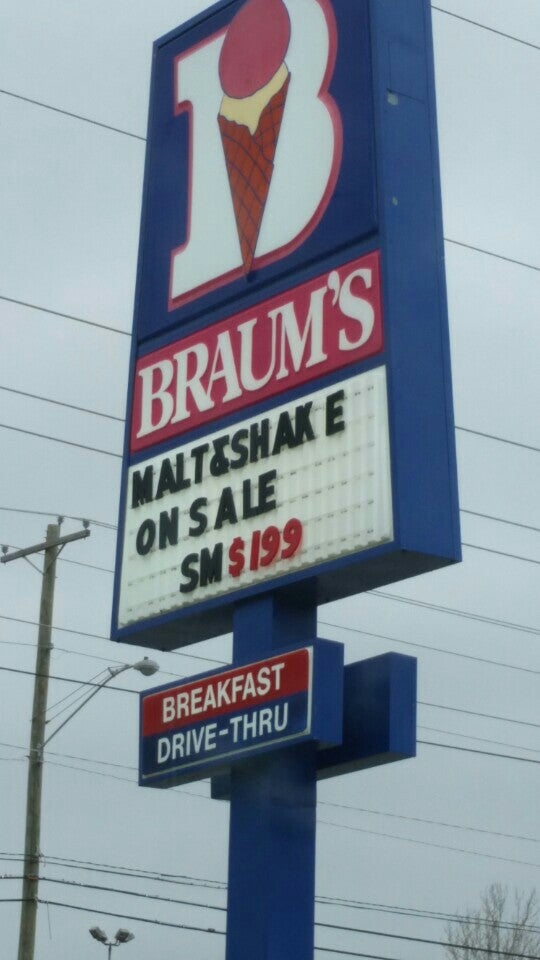 B
BRAUM'S
MALT&SHAKE
ON SALE
SM $199
BREAKFAST
DRIVE-THRU